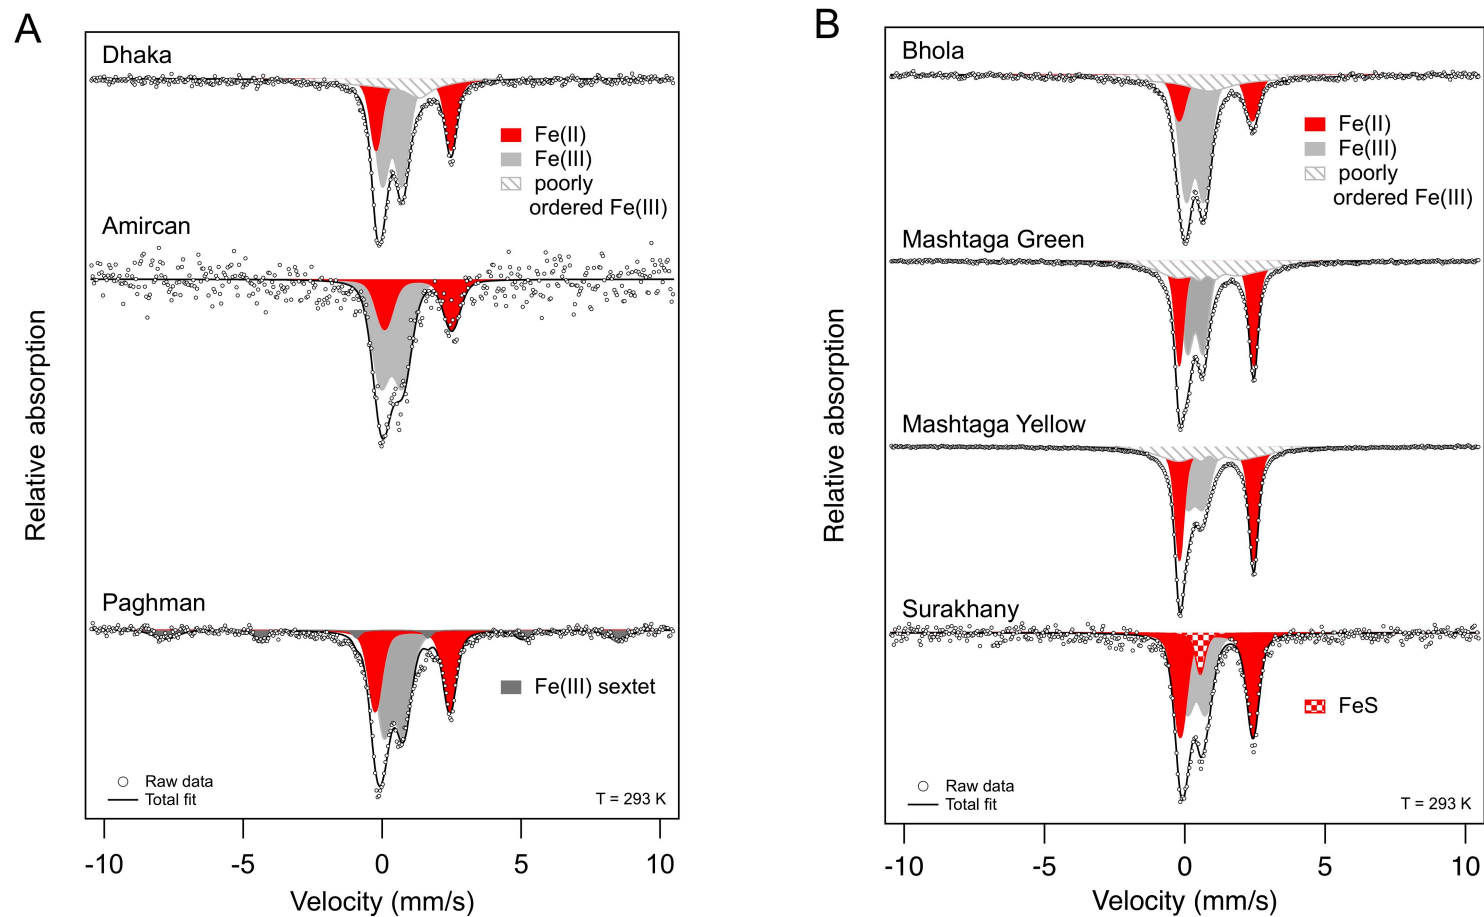 A
Dhaka
Fe(II)
Fe(III)
poorly
ordered Fe(III)
Amircan
Paghman
Fe(III) sextet
Raw data
Total fit
T = 293 K
Relative absorption
-10 -5 0 5 10
Velocity (mm/s)
B
Bhola
Fe(II)
Fe(III)
poorly
ordered Fe(III)
Mashtaga Green
Mashtaga Yellow
Surakhany
FeS
Raw data
Total fit
T = 293 K
Relative absorption
-10 -5 0 5 10
Velocity (mm/s)